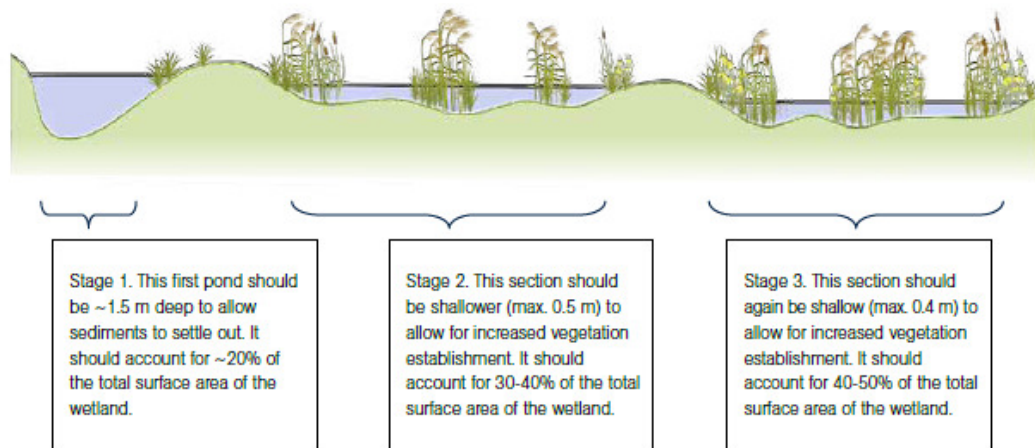 Stage 1. This first pond should
be ~1.5 m deep to allow
sediments to settle out. It
should account for ~20% of
the total surface area of the
wetland.
Stage 2. This section should
be shallower (max. 0.5 m) to
allow for increased vegetation
establishment. It should
account for 30-40% of the total
surface area of the wetland.
Stage 3. This section should
again be shallow (max. 0.4 m) to
allow for increased vegetation
establishment. It should
account for 40-50% of the total
surface area of the wetland.